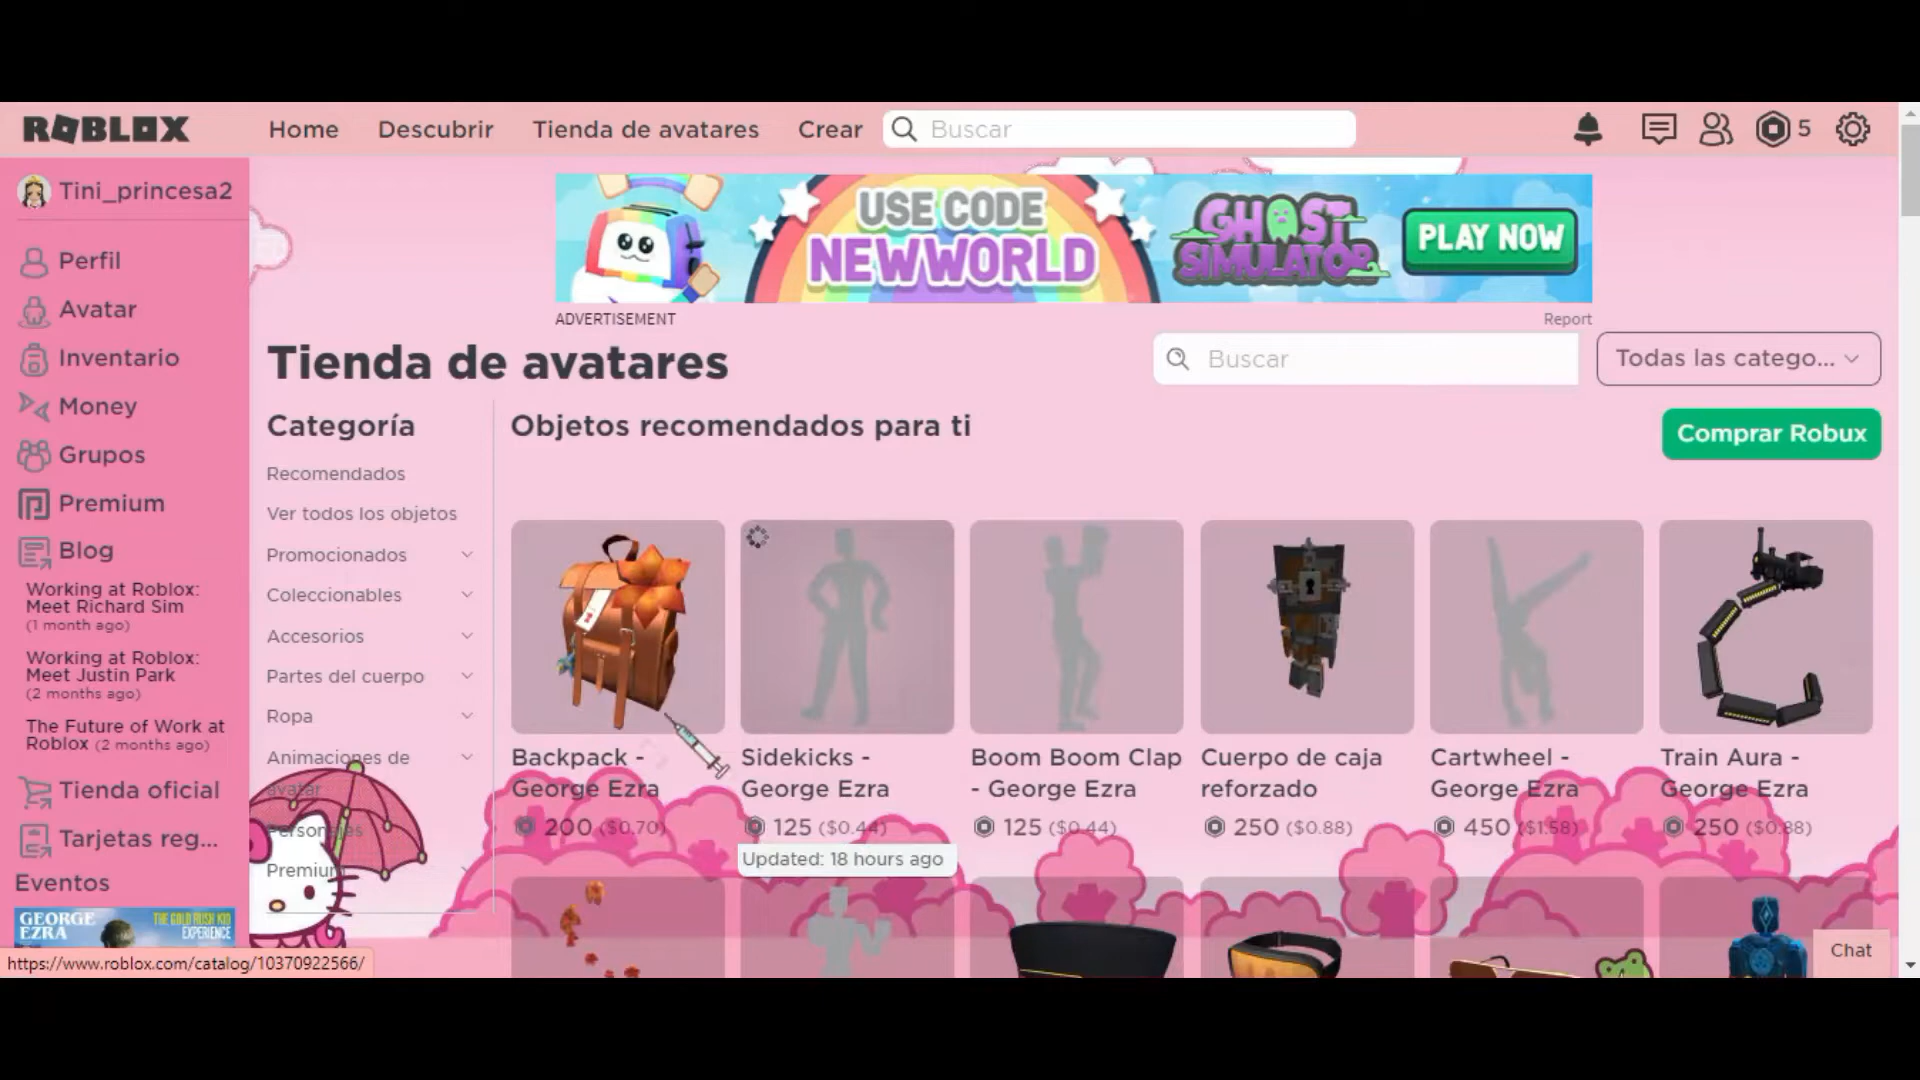 ROBLOX
Home
Descubrir
Tienda de avatares
Crear
Buscar
5
Tini_princesa2
Perfil
Avatar
Inventario
Money
Grupos
Premium
Blog
Working at Roblox:
Meet Richard Sim
(1 month ago)
Working at Roblox:
Meet Justin Park
(2 months ago)
The Future of Work at
Roblox (2 months ago)
Tienda oficial
Tarjetas reg...
Eventos
GEORGE
EZRA
THE GOLD RUSH KID
EXPERIENCE
https://www.roblox.com/catalog/10370922566/
USE CODE
NEWWORLD
GHOST
SIMULATOR
PLAY NOW
ADVERTISEMENT
Report
Tienda de avatares
Buscar
Todas las catego...
Categoría
Recomendados
Ver todos los objetos
Promocionados
Coleccionables
Accesorios
Partes del cuerpo
Ropa
Animaciones de
avatar
Personajes
Premium
Objetos recomendados para ti
Comprar Robux
Backpack -
George Ezra
200 ($0.70)
Sidekicks -
George Ezra
125 ($0.44)
Updated: 18 hours ago
Boom Boom Clap
- George Ezra
125 ($0.44)
Cuerpo de caja
reforzado
250 ($0.88)
Cartwheel -
George Ezra
450 ($1.58)
Train Aura -
George Ezra
250 ($0.88)
Chat